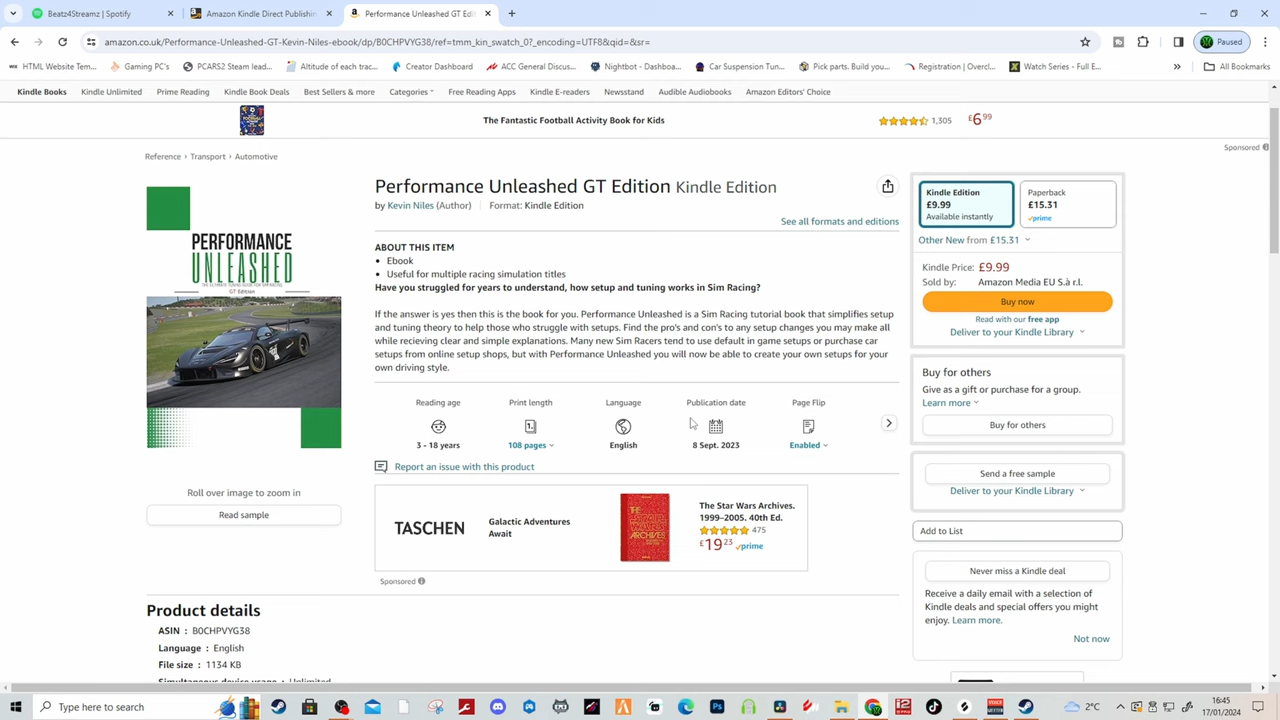 Beatz4Streamz | Spotify
Amazon Kindle Direct Publishin
Performance Unleashed GT Edit
amazon.co.uk/Performance-Unleashed-GT-Kevin-Niles-ebook/dp/B0CHPVYG38/ref=tmm_kin_swatch_0?_encoding=UTF8&qid=&sr=
Paused
HTML Website Tem...
Gaming PC's
PCARS2 Steam lead...
Altitude of each trac...
Creator Dashboard
ACC General Discus...
Nightbot - Dashboa...
Car Suspension Tun...
Pick parts. Build you...
Registration | Overcl...
Watch Series - Full E...
All Bookmarks
Kindle Books
Kindle Unlimited
Prime Reading
Kindle Book Deals
Best Sellers & more
Categories
Free Reading Apps
Kindle E-readers
Newsstand
Audible Audiobooks
Amazon Editors' Choice
The Fantastic Football Activity Book for Kids
1,305
£6.99
Sponsored
Reference › Transport › Automotive
PERFORMANCE
UNLEASHED
THE ULTIMATE TUNING GUIDE FOR SIM RACING
GT Edition
Roll over image to zoom in
Read sample
Performance Unleashed GT Edition Kindle Edition
by Kevin Niles (Author) | Format: Kindle Edition
See all formats and editions
ABOUT THIS ITEM
• Ebook
• Useful for multiple racing simulation titles
Have you struggled for years to understand, how setup and tuning works in Sim Racing?
If the answer is yes then this is the book for you. Performance Unleashed is a Sim Racing tutorial book that simplifies setup
and tuning theory to help those who struggle with setups. Find the pro's and con's to any setup changes you may make all
while recieving clear and simple explanations. Many new Sim Racers tend to use default in game setups or purchase car
setups from online setup shops, but with Performance Unleashed you will now be able to create your own setups for your
own driving style.
Reading age
3 - 18 years
Print length
108 pages
Language
English
Publication date
8 Sept. 2023
Page Flip
Enabled
Report an issue with this product
TASCHEN
Galactic Adventures
Await
The Star Wars Archives.
1999–2005. 40th Ed.
475
£19.23 prime
Sponsored
Product details
ASIN : B0CHPVYG38
Language : English
File size : 1134 KB
Simultaneous device usage : Unlimited
Kindle Edition
£9.99
Available instantly
Paperback
£15.31
prime
Other New from £15.31
Kindle Price: £9.99
Sold by: Amazon Media EU S.à r.l.
Buy now
Read with our free app
Deliver to your Kindle Library
Buy for others
Give as a gift or purchase for a group.
Learn more
Buy for others
Send a free sample
Deliver to your Kindle Library
Add to List
Never miss a Kindle deal
Receive a daily email with a selection of
Kindle deals and special offers you might
enjoy. Learn more.
Not now
Type here to search
2°C
16:45
17/01/2024